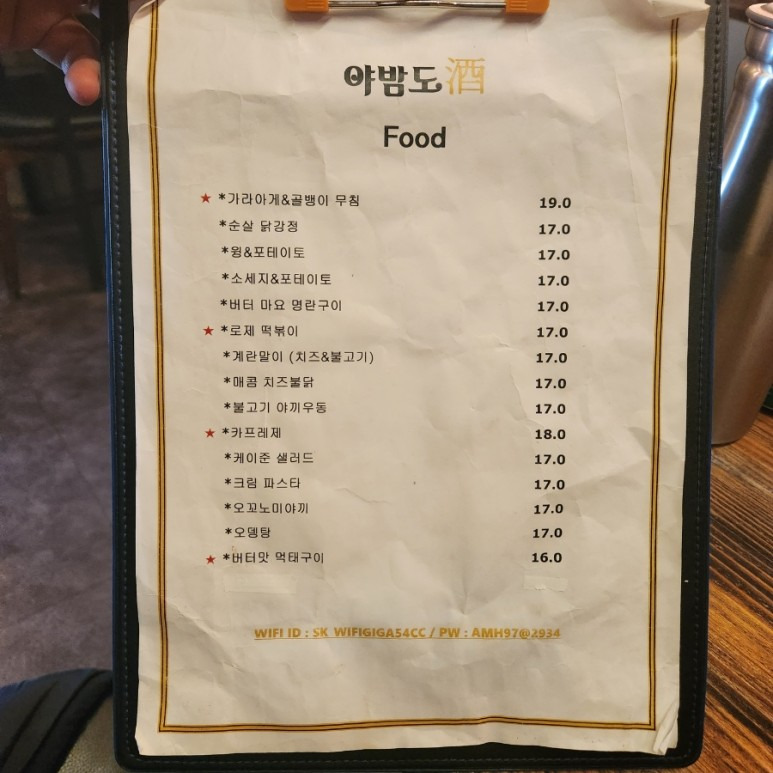 야밤도酒
Food
★ *가라아게&골뱅이 무침 19.0
*순살 닭강정 17.0
*윙&포테이토 17.0
*소세지&포테이토 17.0
*버터 마요 명란구이 17.0
★ *로제 떡볶이 17.0
*계란말이 (치즈&불고기) 17.0
*매콤 치즈불닭 17.0
*불고기 야끼우동 17.0
★ *카프레제 18.0
*케이준 샐러드 17.0
*크림 파스타 17.0
*오꼬노미야끼 17.0
*오뎅탕 17.0
★ *버터맛 먹태구이 16.0
WIFI ID : SK_WIFIGIGA54CC / PW : AMH97@2934